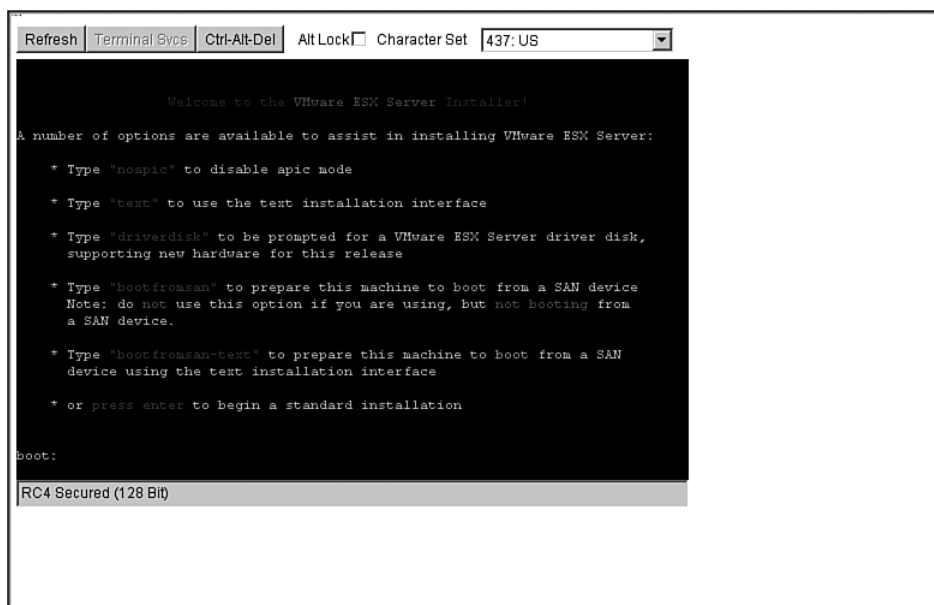 Refresh Terminal Svcs Ctrl-Alt-Del Alt Lock Character Set 437: US
Welcome to the VMware ESX Server Installer!
A number of options are available to assist in installing VMware ESX Server:
* Type "noapic" to disable apic mode
* Type "text" to use the text installation interface
* Type "driverdisk" to be prompted for a VMware ESX Server driver disk,
supporting new hardware for this release
* Type "bootfromsan" to prepare this machine to boot from a SAN device
Note: do not use this option if you are using, but not booting from
a SAN device.
* Type "bootfromsan-text" to prepare this machine to boot from a SAN
device using the text installation interface
* or press enter to begin a standard installation
boot:
RC4 Secured (128 Bit)